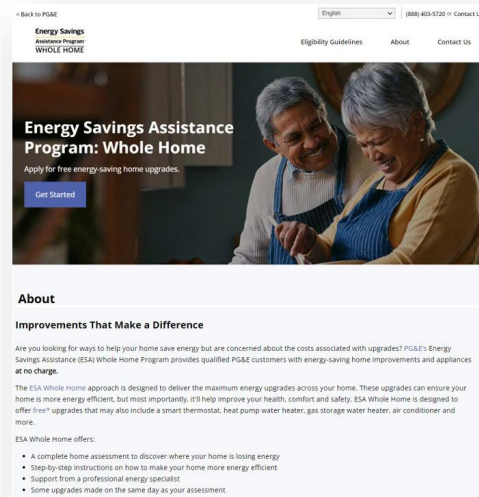 < Back to PG&E
English
(888) 403-5720 or Contact U
Energy Savings
Assistance Program
WHOLE HOME
Eligibility Guidelines
About
Contact Us
Energy Savings Assistance
Program: Whole Home
Apply for free energy-saving home upgrades.
Get Started
About
Improvements That Make a Difference
Are you looking for ways to help your home save energy but are concerned about the costs associated with upgrades? PG&E's Energy
Savings Assistance (ESA) Whole Home Program provides qualified PG&E customers with energy-saving home improvements and appliances
at no charge.
The ESA Whole Home approach is designed to deliver the maximum energy upgrades across your home. These upgrades can ensure your
home is more energy efficient, but most importantly, it'll help improve your health, comfort and safety. ESA Whole Home is designed to
offer free* upgrades that may also include a smart thermostat, heat pump water heater, gas storage water heater, air conditioner and
more.
ESA Whole Home offers:
• A complete home assessment to discover where your home is losing energy
• Step-by-step instructions on how to make your home more energy efficient
• Support from a professional energy specialist
• Some upgrades made on the same day as your assessment